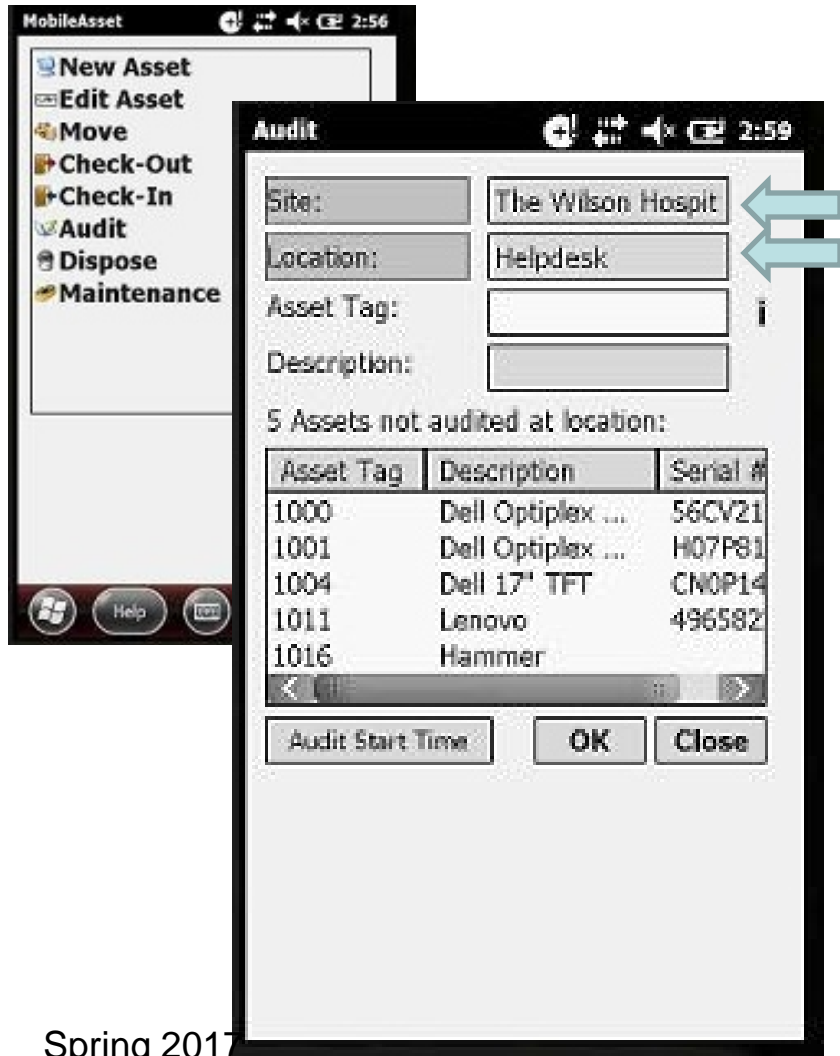 MobileAsset 2:56
New Asset
Edit Asset
Move
Check-Out
Check-In
Audit
Dispose
Maintenance
Help
Audit 2:59
Site: The Wilson Hospit
Location: Helpdesk
Asset Tag: i
Description:
5 Assets not audited at location:
Asset Tag Description Serial #
1000 Dell Optiplex ... 56CV21
1001 Dell Optiplex ... H07P81
1004 Dell 17" TFT CN0P14
1011 Lenovo 496582
1016 Hammer
Audit Start Time OK Close
Spring 2017